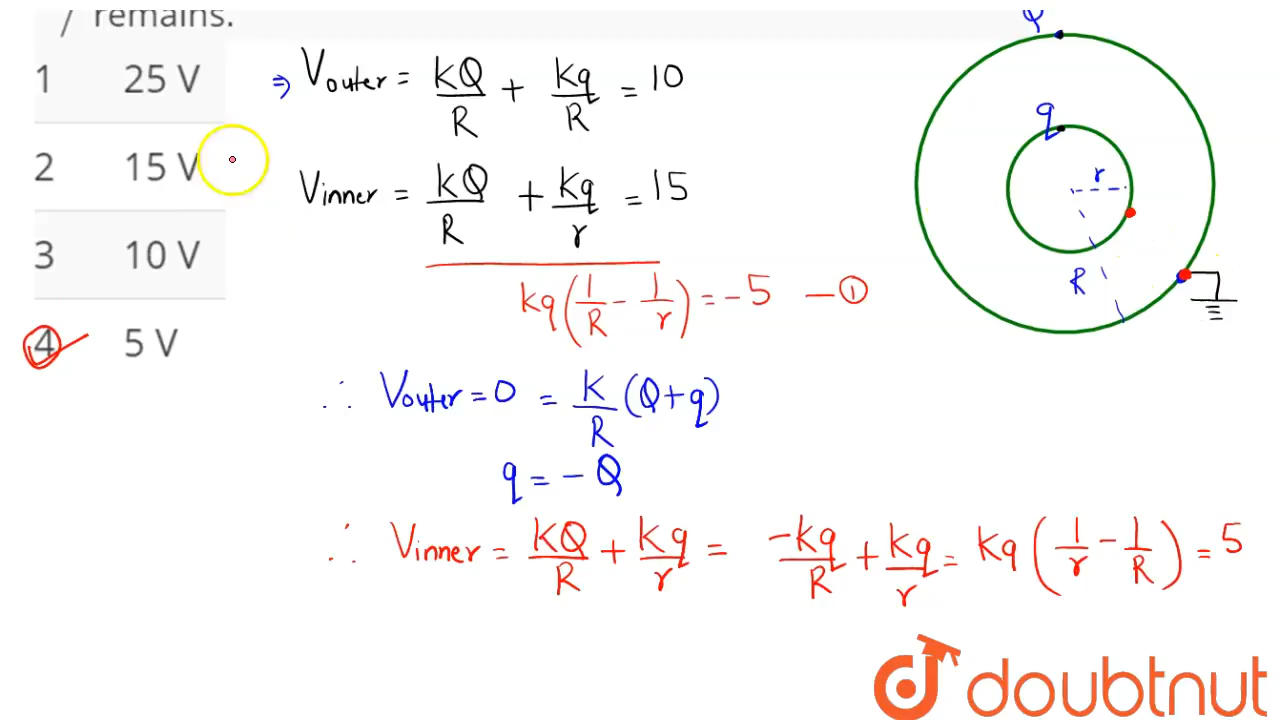 remains.
1 25 V
2 15 V
3 10 V
4 5 V
⇒ Vouter = KQ/R + Kq/R = 10
Vinner = KQ/R + Kq/r = 15
Kq(1/R - 1/r) = -5 — ①
∴ Vouter = 0 = K/R (Q+q)
q = - Q
∴ Vinner = KQ/R + Kq/r = -Kq/R + Kq/r = Kq(1/r - 1/R) = 5
q
r
R
doubtnut